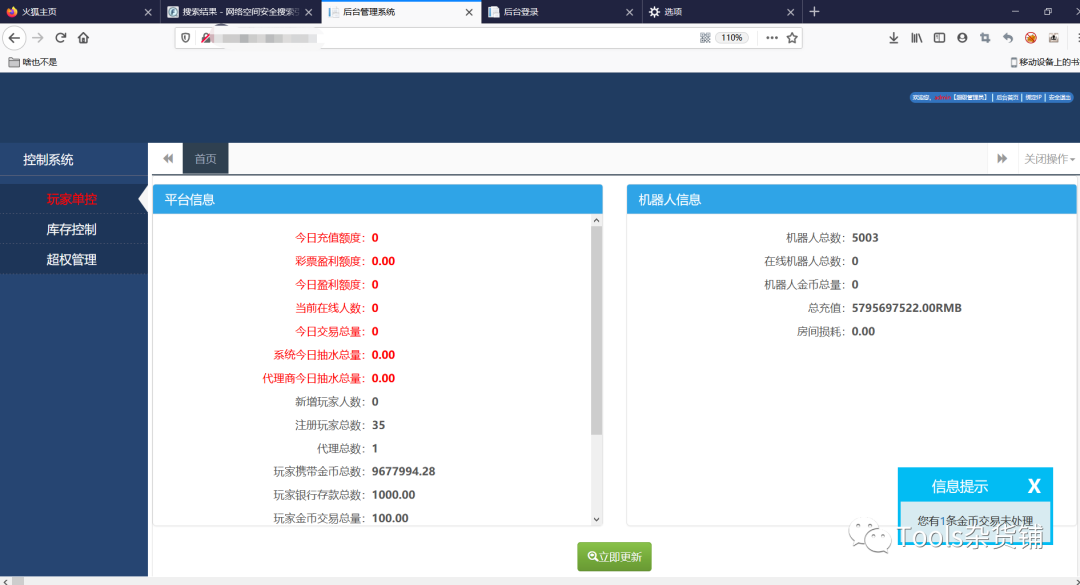 火狐主页
搜索结果 - 网络空间安全搜索
后台管理系统
后台登录
选项
110%
啥也不是
移动设备上的书
【超级管理员】 | 后台首页 | 绑定IP | 安全退出
控制系统
首页
关闭操作
玩家单控
库存控制
超权管理
平台信息
今日充值额度: 0
彩票盈利额度: 0.00
今日盈利额度: 0
当前在线人数: 0
今日交易总量: 0
系统今日抽水总量: 0.00
代理商今日抽水总量: 0.00
新增玩家人数: 0
注册玩家总数: 35
代理总数: 1
玩家携带金币总数: 9677994.28
玩家银行存款总数: 1000.00
玩家金币交易总量: 100.00
机器人信息
机器人总数: 5003
在线机器人总数: 0
机器人金币总量: 0
总充值: 5795697522.00RMB
房间损耗: 0.00
信息提示 X
您有1条金币交易未处理
Tools杂货铺
立即更新